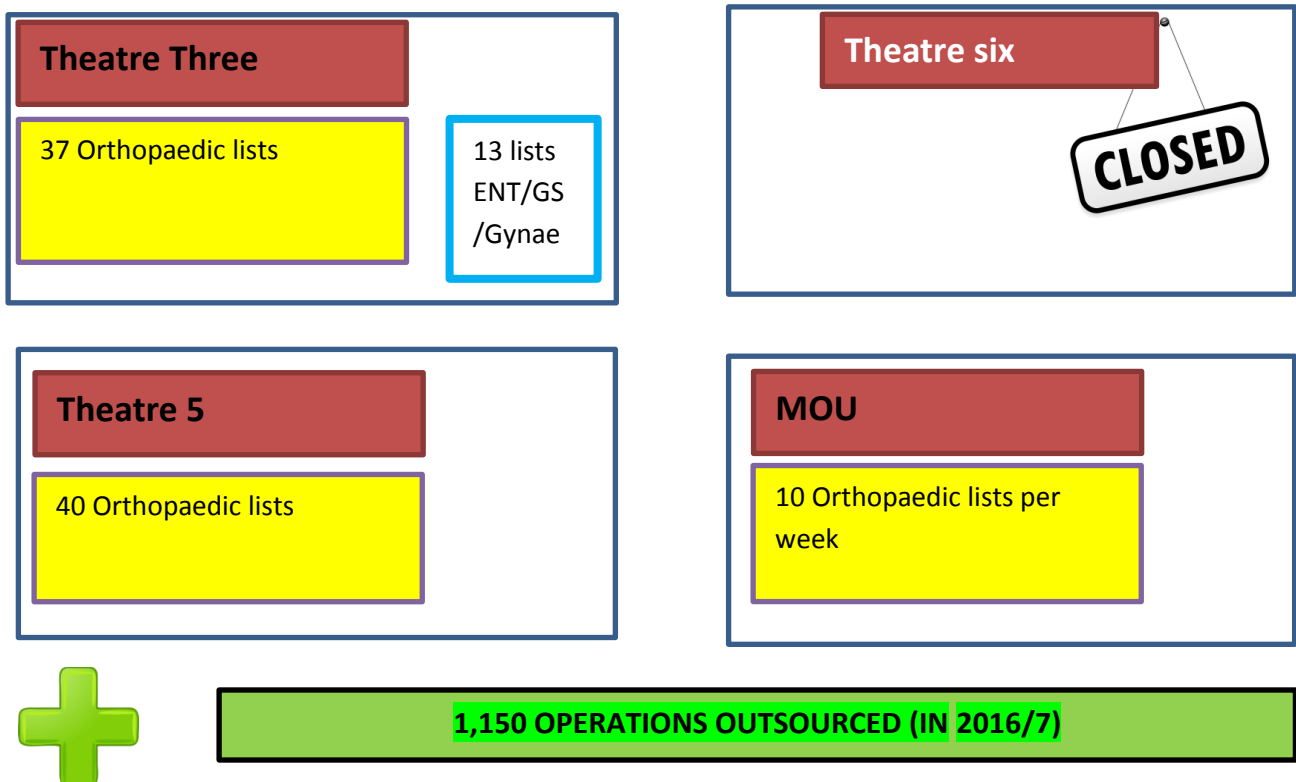 Theatre Three
37 Orthopaedic lists
13 lists
ENT/GS
/Gynae
Theatre six
CLOSED
Theatre 5
40 Orthopaedic lists
MOU
10 Orthopaedic lists per
week
1,150 OPERATIONS OUTSOURCED (IN 2016/7)